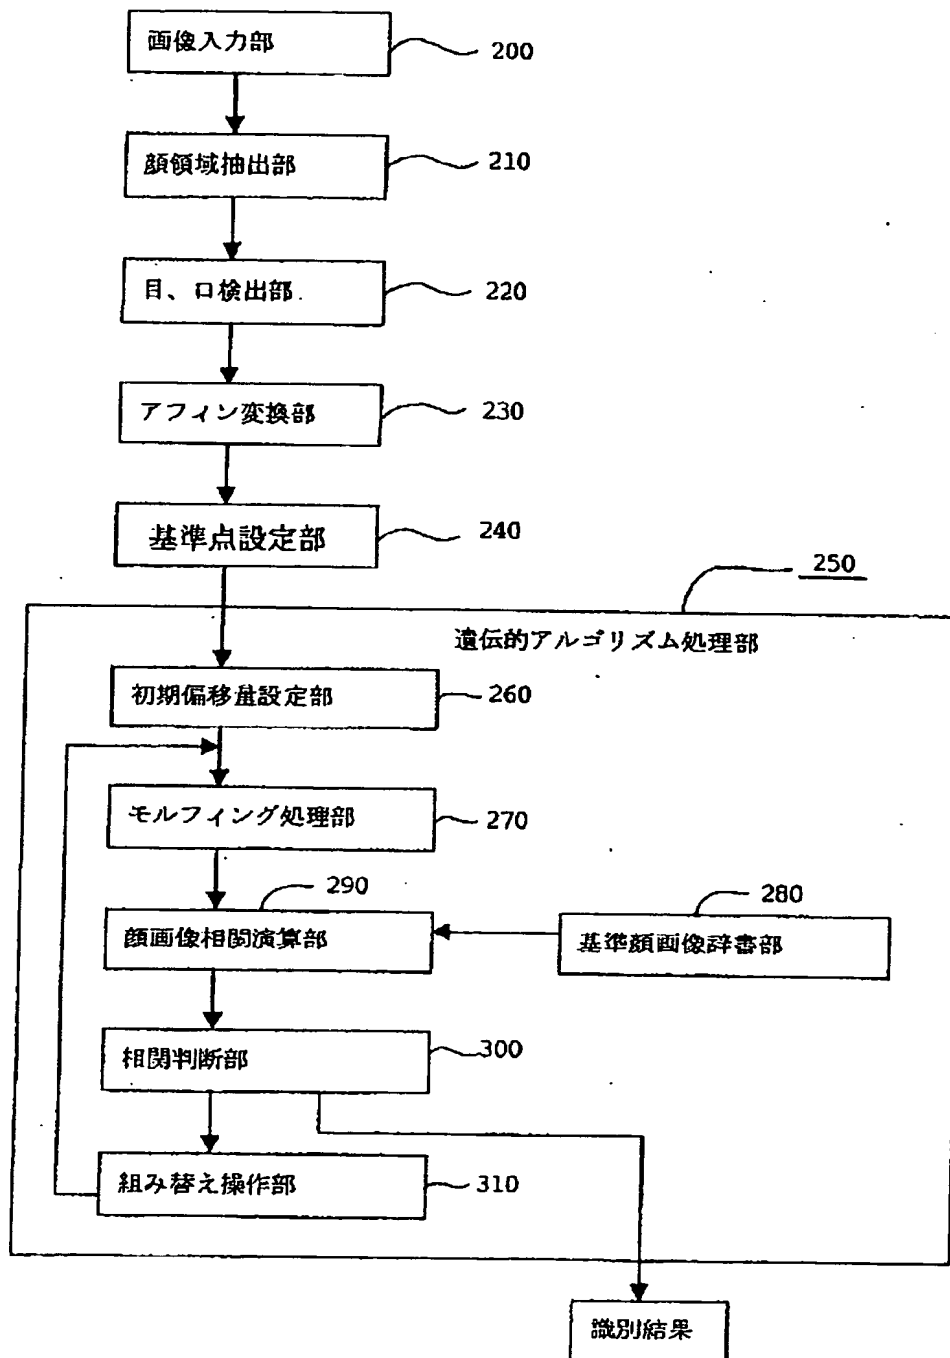 画像入力部
200
顔領域抽出部
210
目、口検出部
220
アフィン変換部
230
基準点設定部
240
250
遺伝的アルゴリズム処理部
初期偏移量設定部
260
モルフィング処理部
270
290
280
顔画像相関演算部
基準顔画像辞書部
相関判断部
300
組み替え操作部
310
識別結果